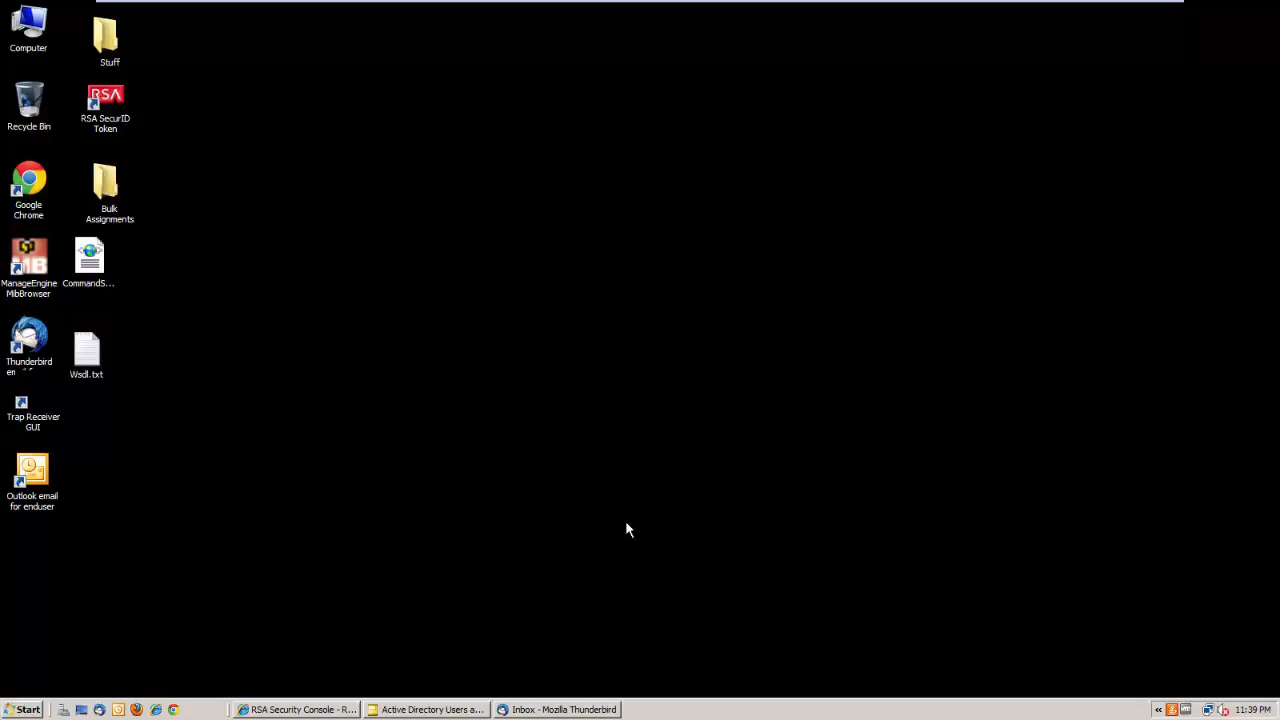 Computer
Stuff
Recycle Bin
RSA
RSA SecurID
Token
Google
Chrome
Bulk
Assignments
ManageEngine
MibBrowser
CommandS...
Thunderbird
Wsdl.txt
Trap Receiver
GUI
Outlook email
for enduser
Start
RSA Security Console - R...
Active Directory Users a...
Inbox - Mozilla Thunderbird
11:39 PM